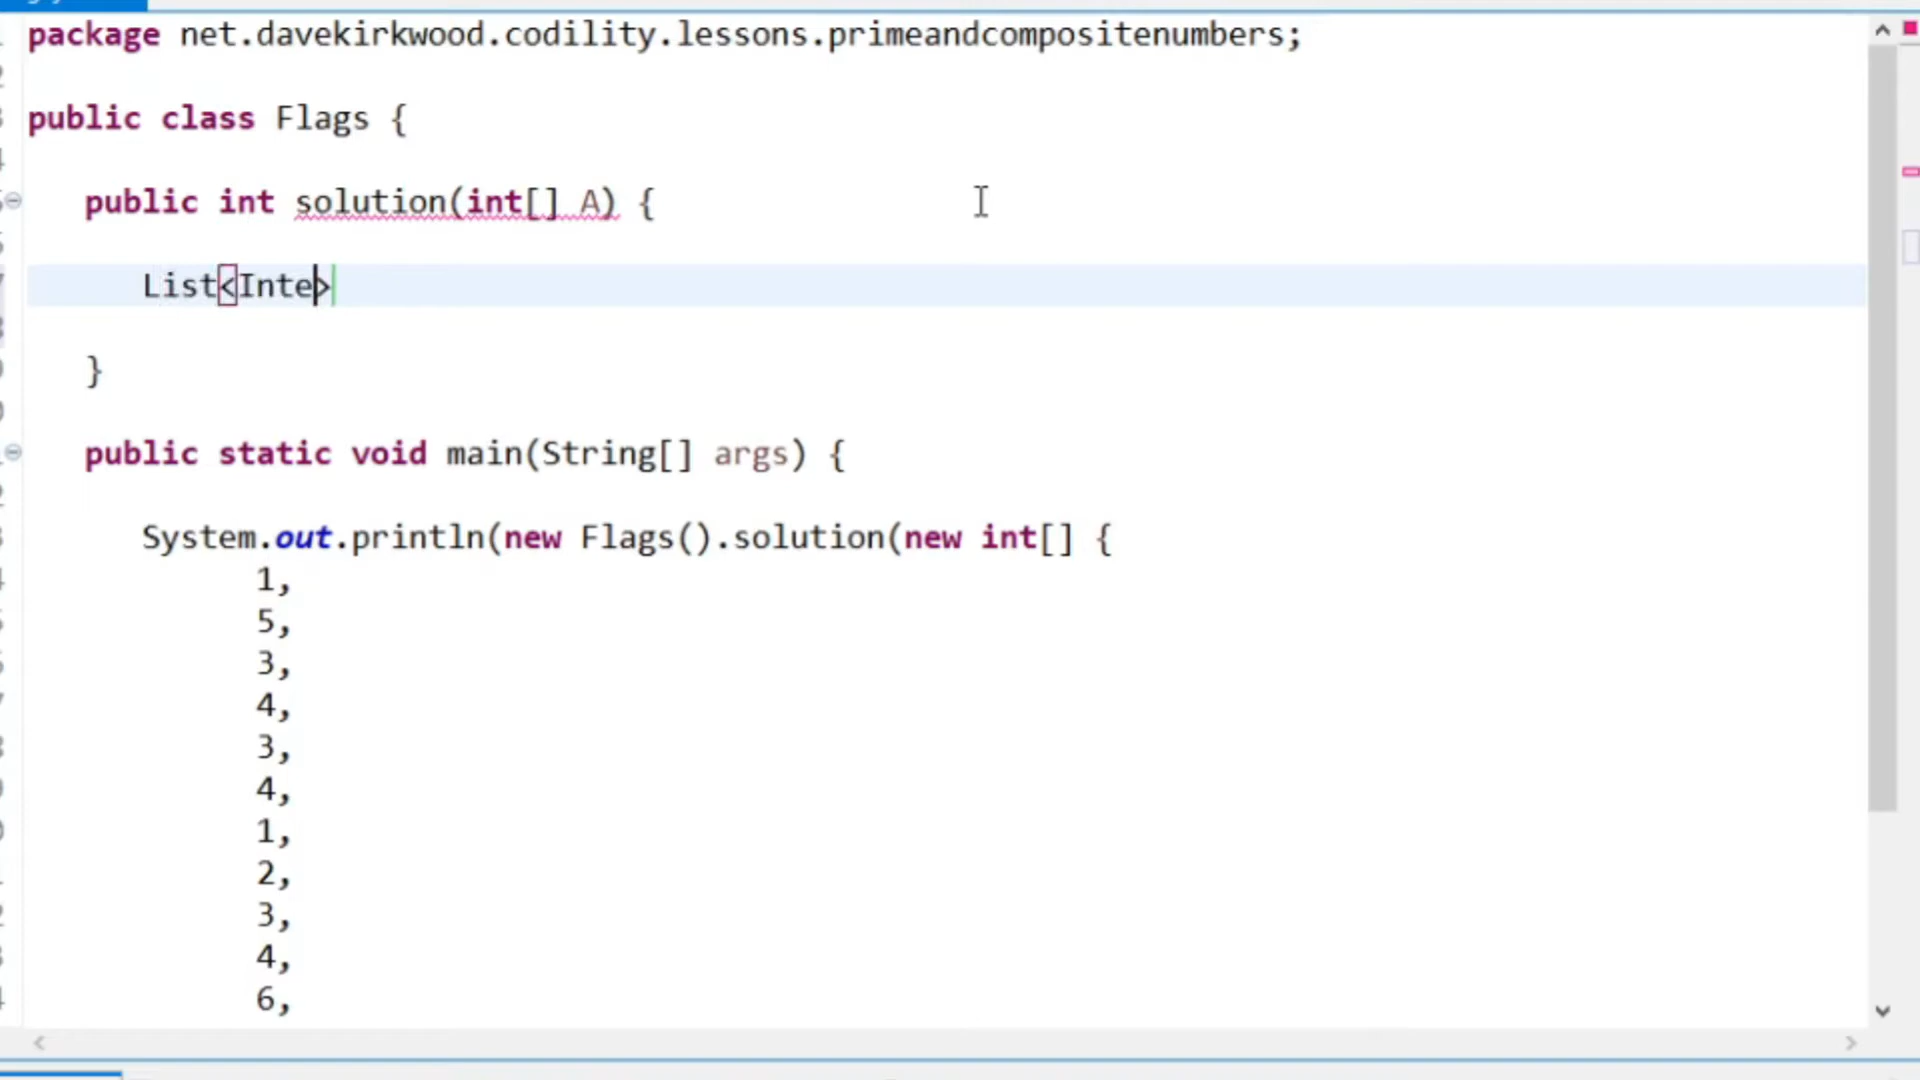 package net.davekirkwood.codility.lessons.primeandcompositenumbers;
public class Flags {
public int solution(int[] A) {
List<Inte>
}
public static void main(String[] args) {
System.out.println(new Flags().solution(new int[] {
1,
5,
3,
4,
3,
4,
1,
2,
3,
4,
6,